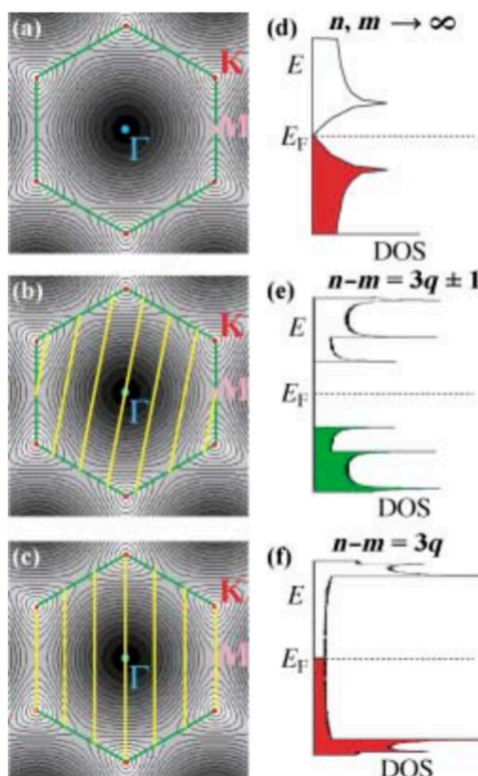 (a)
K
M
Γ
(d)
n, m → ∞
E
E_F
DOS
(b)
K
M
Γ
(e)
n–m = 3q ± 1
E
E_F
DOS
(c)
K
M
Γ
(f)
n–m = 3q
E
E_F
DOS